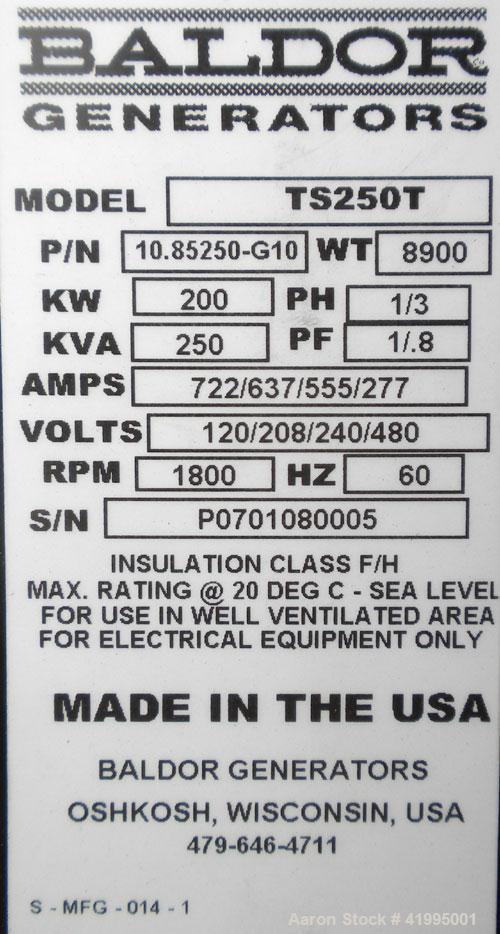 BALDOR
GENERATORS
MODEL TS250T
P/N 10.85250-G10 WT 8900
KW 200 PH 1/3
KVA 250 PF 1/.8
AMPS 722/637/555/277
VOLTS 120/208/240/480
RPM 1800 HZ 60
S/N P0701080005
INSULATION CLASS F/H
MAX. RATING @ 20 DEG C - SEA LEVEL
FOR USE IN WELL VENTILATED AREA
FOR ELECTRICAL EQUIPMENT ONLY
MADE IN THE USA
BALDOR GENERATORS
OSHKOSH, WISCONSIN, USA
479-646-4711
S - MFG - 014 - 1
Aaron Stock # 41995001